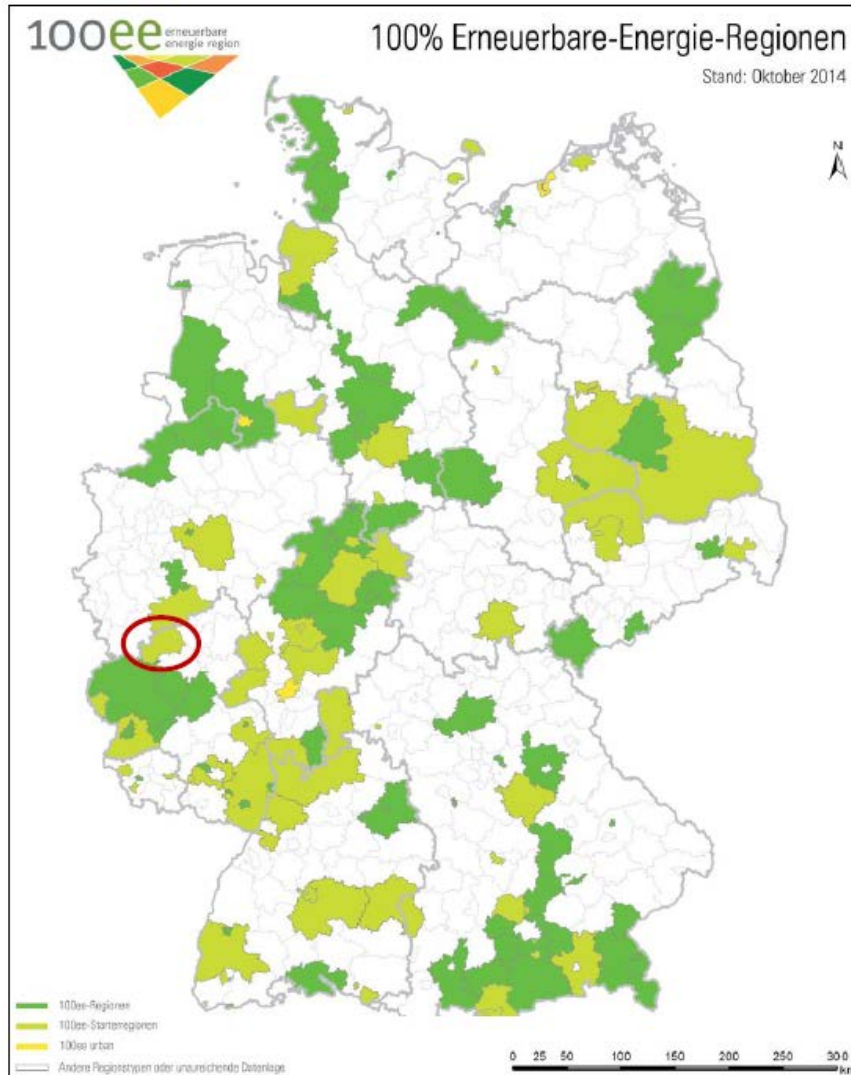 100ee erneuerbare
energie region
100% Erneuerbare-Energie-Regionen
Stand: Oktober 2014
N
100ee-Regionen
100ee-Starterregionen
100ee urban
Andere Regionstypen oder unzureichende Datenlage
0 25 50 100 150 200 250 300
km